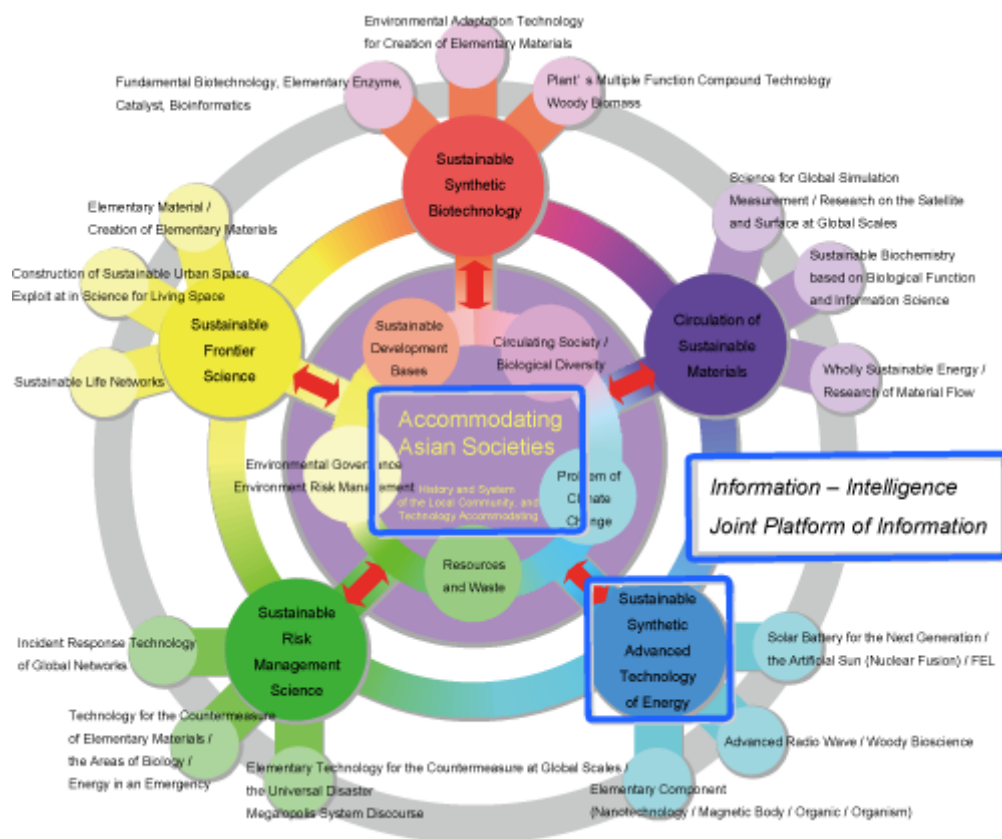 Environmental Adaptation Technology
for Creation of Elementary Materials
Fundamental Biotechnology, Elementary Enzyme,
Catalyst, Bioinformatics
Plant's Multiple Function Compound Technology
Woody Biomass
Sustainable
Synthetic
Biotechnology
Science for Global Simulation
Measurement / Research on the Satellite
and Surface at Global Scales
Elementary Material /
Creation of Elementary Materials
Sustainable Biochemistry
based on Biological Function
and Information Science
Construction of Sustainable Urban Space
Exploit at in Science for Living Space
Sustainable
Frontier
Science
Sustainable
Development
Bases
Circulating Society /
Biological Diversity
Circulation of
Sustainable
Materials
Sustainable Life Networks
Wholly Sustainable Energy /
Research of Material Flow
Accommodating
Asian Societies
History and System
of the Local Community, and
Technology Accommodating
Environmental Governance
Environment Risk Management
Problem of
Climate
Change
Information – Intelligence
Joint Platform of Information
Resources
and Waste
Sustainable
Risk
Management
Science
Sustainable
Synthetic
Advanced
Technology
of Energy
Incident Response Technology
of Global Networks
Solar Battery for the Next Generation /
the Artificial Sun (Nuclear Fusion) / FEL
Technology for the Countermeasure
of Elementary Materials /
the Areas of Biology /
Energy in an Emergency
Advanced Radio Wave / Woody Bioscience
Elementary Technology for the Countermeasure at Global Scales /
the Universal Disaster
Megalopolis System Discourse
Elementary Component
(Nanotechnology / Magnetic Body / Organic / Organism)